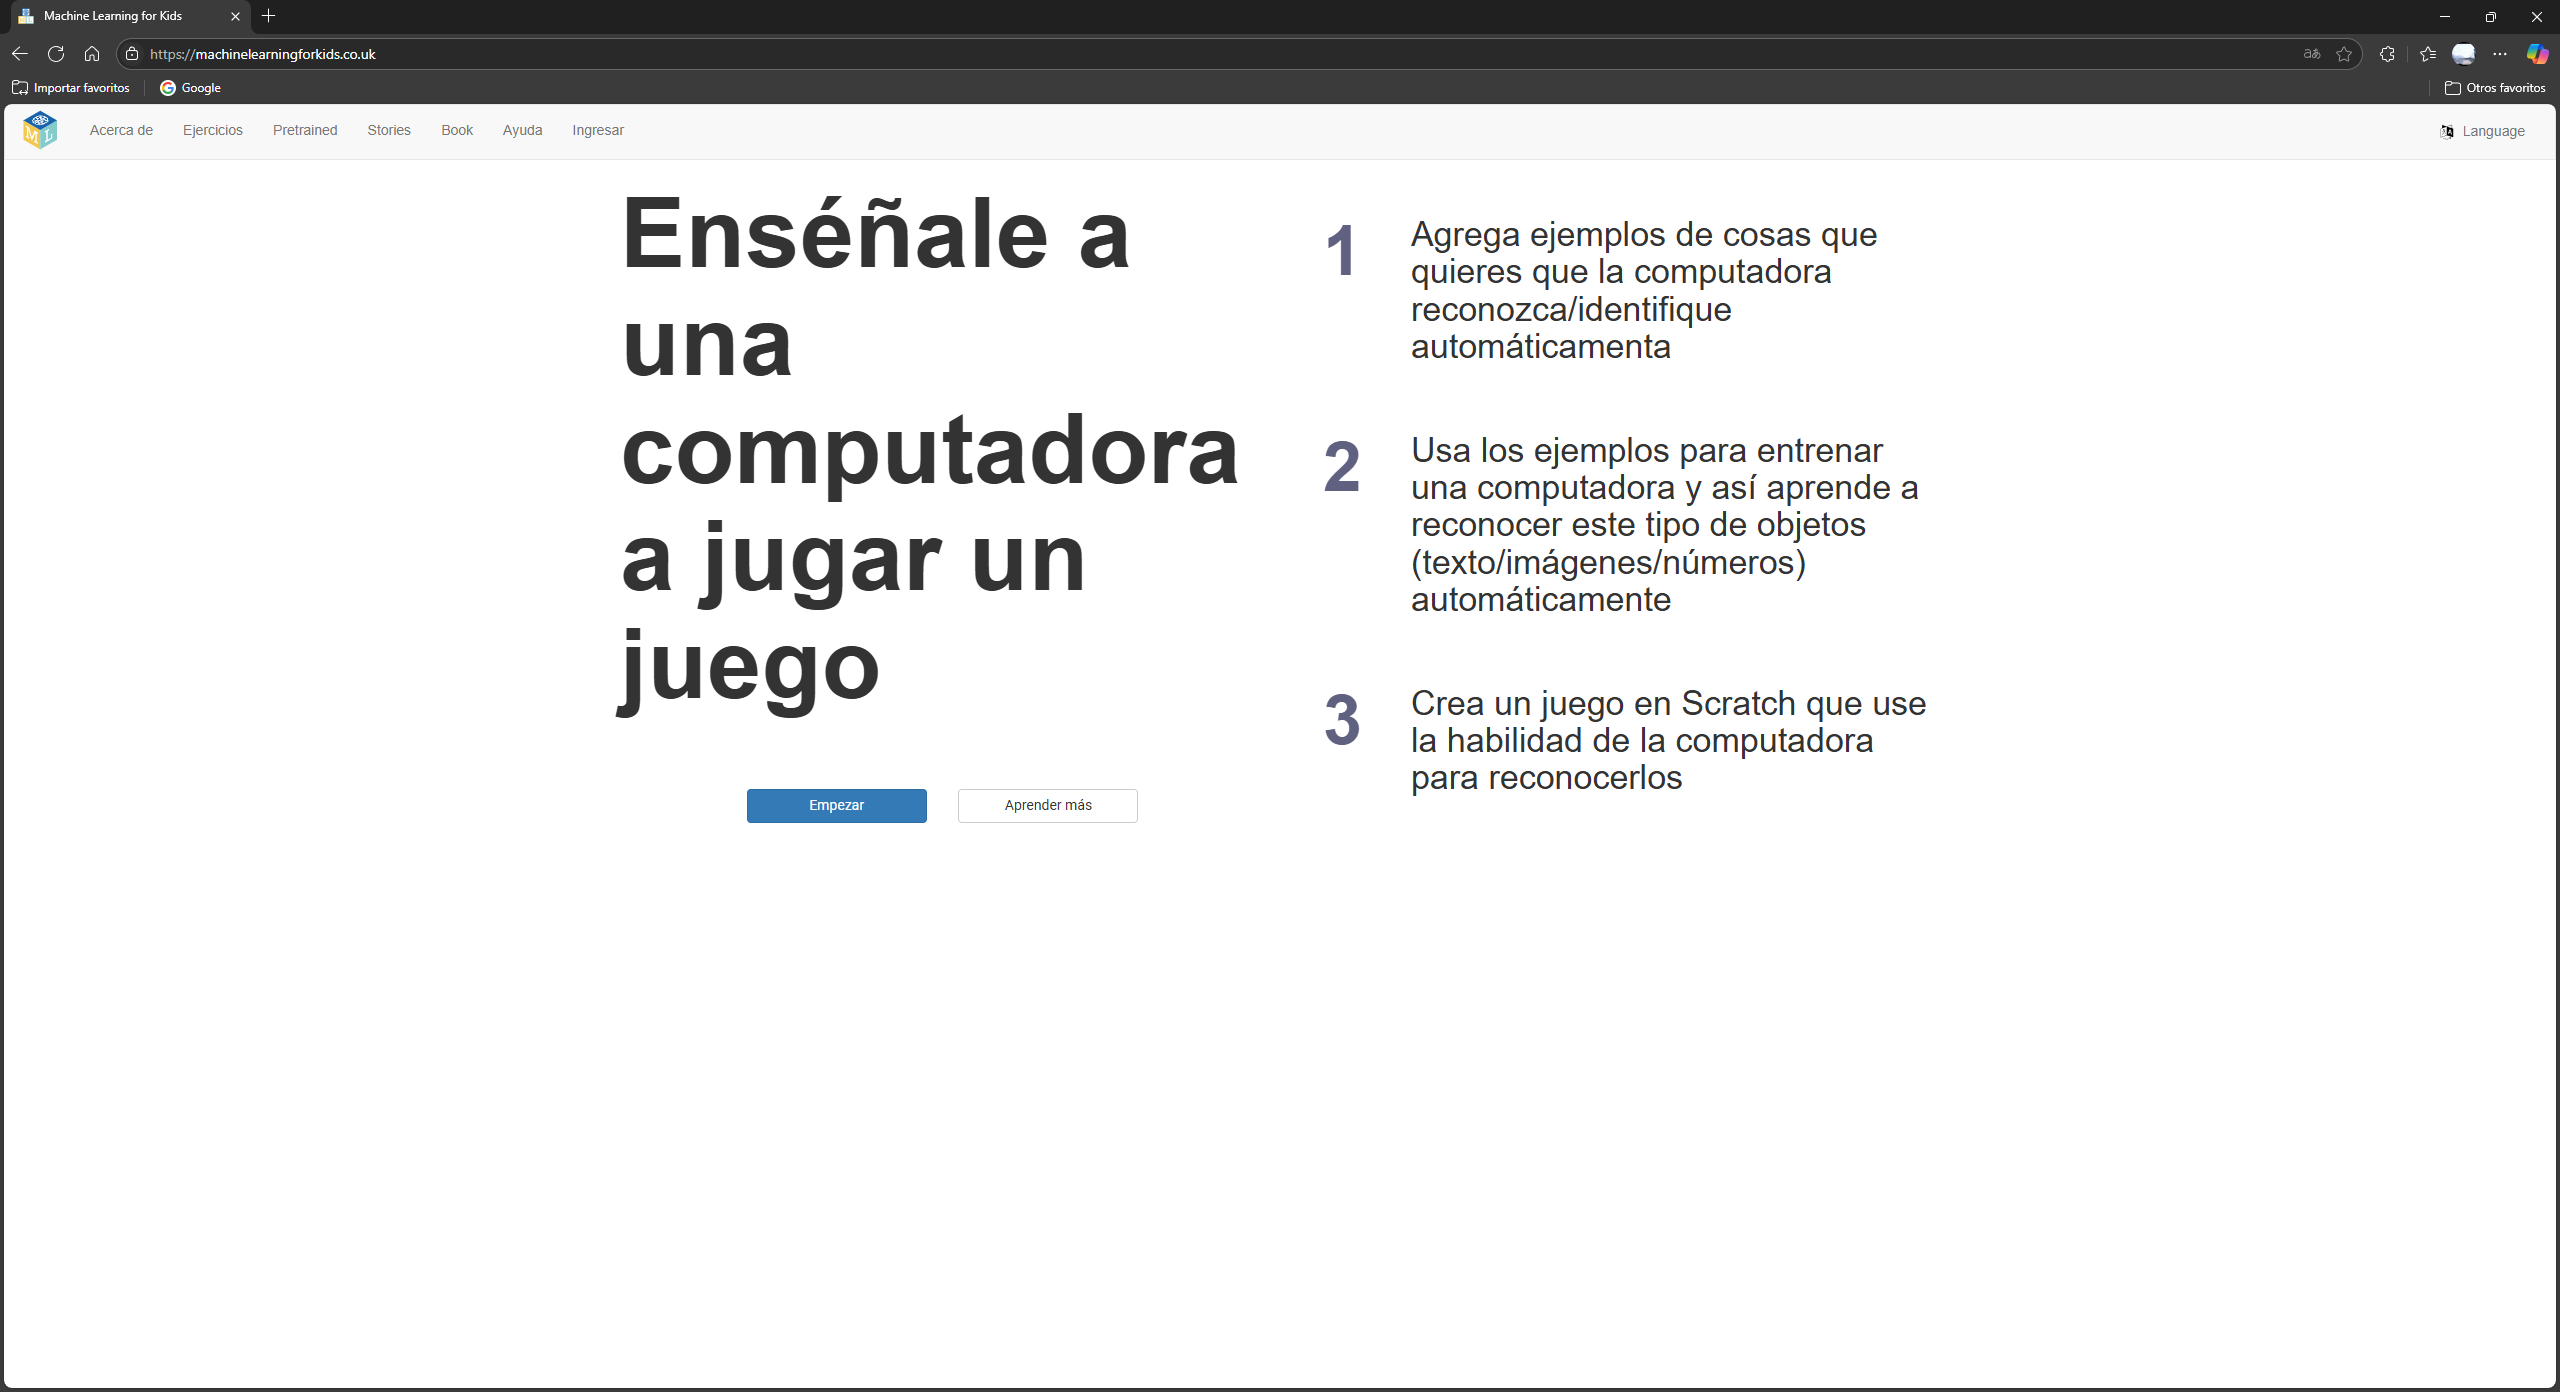 Machine Learning for Kids
https://machinelearningforkids.co.uk
Importar favoritos
Google
Otros favoritos
M L
Acerca de
Ejercicios
Pretrained
Stories
Book
Ayuda
Ingresar
Language
Enséñale a
una
computadora
a jugar un
juego
Empezar
Aprender más
1
Agrega ejemplos de cosas que
quieres que la computadora
reconozca/identifique
automáticamenta
2
Usa los ejemplos para entrenar
una computadora y así aprende a
reconocer este tipo de objetos
(texto/imágenes/números)
automáticamente
3
Crea un juego en Scratch que use
la habilidad de la computadora
para reconocerlos